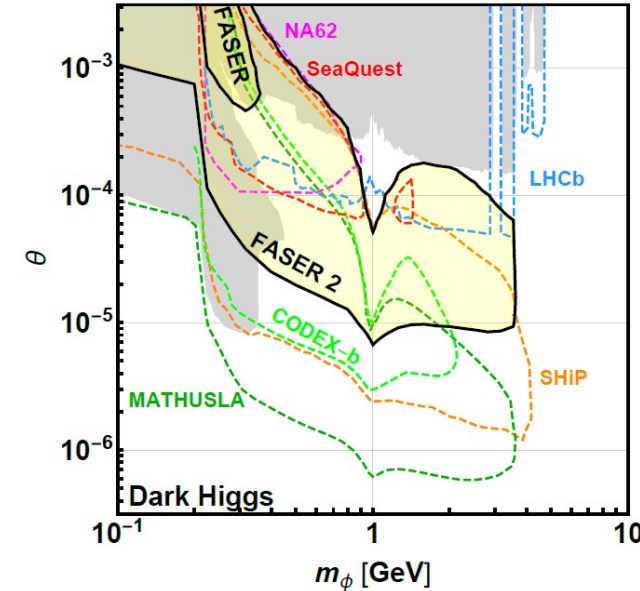 FASER
NA62
SeaQuest
10⁻³
LHCb
10⁻⁴
θ
FASER 2
10⁻⁵
CODEX-b
SHiP
MATHUSLA
10⁻⁶
Dark Higgs
10⁻¹
1
10
m_ϕ [GeV]